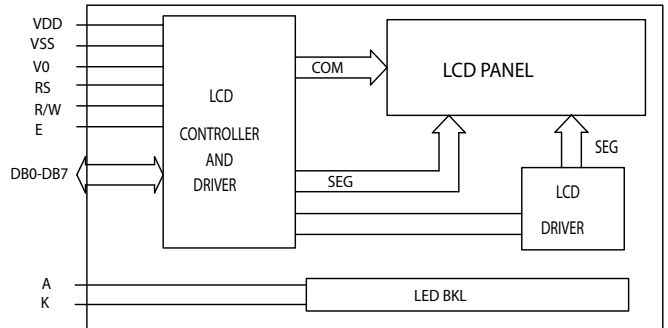 VDD
VSS
V0
RS
R/W
E
DB0-DB7
LCD
CONTROLLER
AND
DRIVER
COM
LCD PANEL
SEG
SEG
LCD
DRIVER
A
K
LED BKL